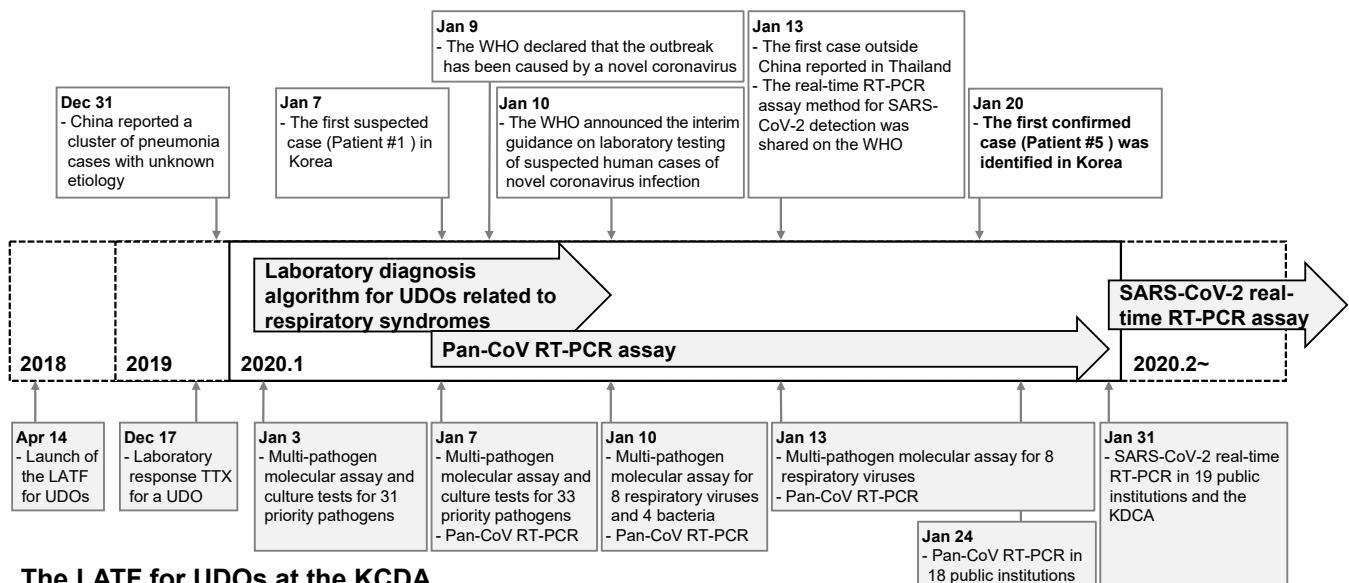 Jan 9
- The WHO declared that the outbreak
has been caused by a novel coronavirus
Jan 13
- The first case outside
China reported in Thailand
- The real-time RT-PCR
assay method for SARS-
CoV-2 detection was
shared on the WHO
Dec 31
- China reported a
cluster of pneumonia
cases with unknown
etiology
Jan 7
- The first suspected
case (Patient #1 ) in
Korea
Jan 10
- The WHO announced the interim
guidance on laboratory testing
of suspected human cases of
novel coronavirus infection
Jan 20
- The first confirmed
case (Patient #5 ) was
identified in Korea
Laboratory diagnosis
algorithm for UDOs related to
respiratory syndromes
SARS-CoV-2 real-
time RT-PCR assay
Pan-CoV RT-PCR assay
2018
2019
2020.1
2020.2~
Apr 14
- Launch of
the LATF
for UDOs
Dec 17
- Laboratory
response TTX
for a UDO
Jan 3
- Multi-pathogen
molecular assay and
culture tests for 31
priority pathogens
Jan 7
- Multi-pathogen
molecular assay and
culture tests for 33
priority pathogens
- Pan-CoV RT-PCR
Jan 10
- Multi-pathogen
molecular assay for
8 respiratory viruses
and 4 bacteria
- Pan-CoV RT-PCR
Jan 13
- Multi-pathogen molecular assay for 8
respiratory viruses
- Pan-CoV RT-PCR
Jan 31
- SARS-CoV-2 real-time
RT-PCR in 19 public
institutions and the
KDCA
Jan 24
- Pan-CoV RT-PCR in
18 public institutions
The LATF for UDOs at the KCDA